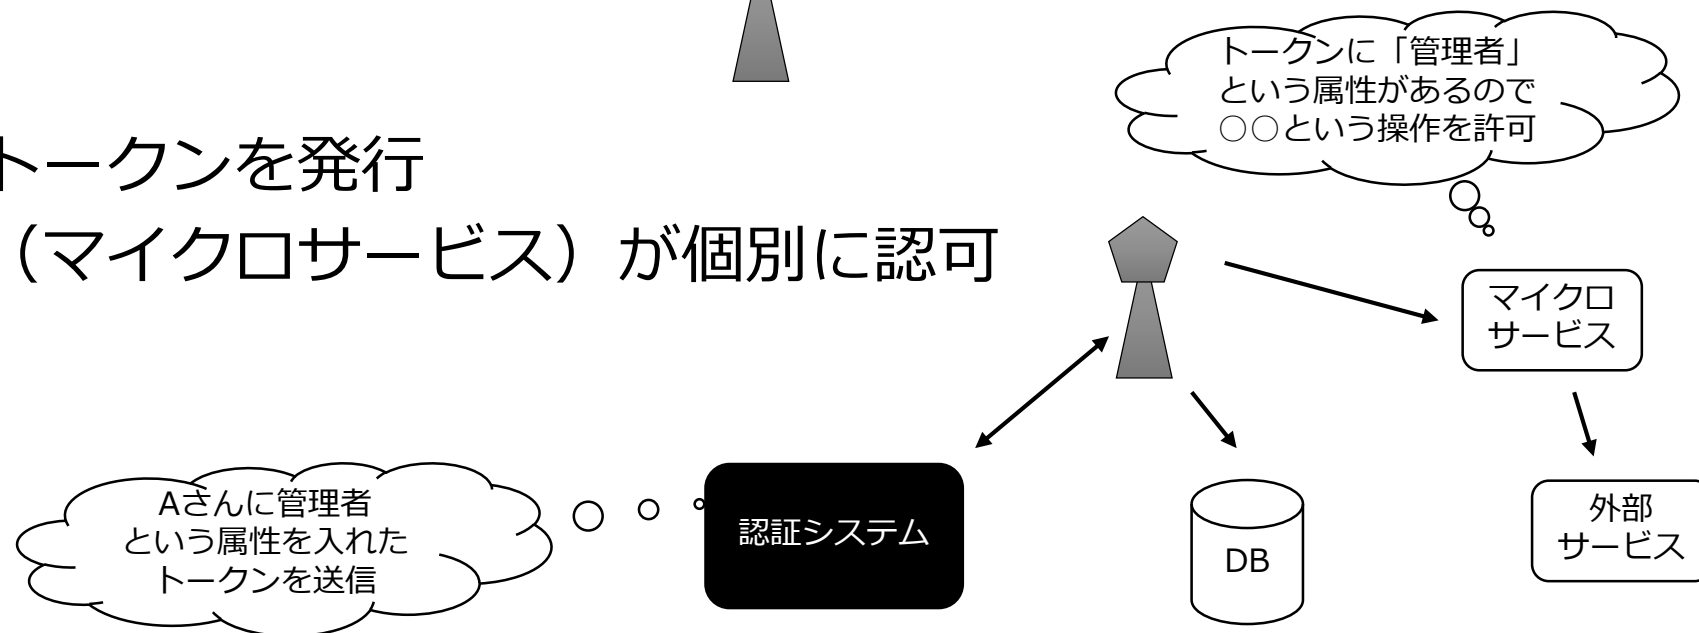 トークンに「管理者」
という属性があるので
○○という操作を許可
トークンを発行
（マイクロサービス）が個別に認可
マイクロ
サービス
Aさんに管理者
という属性を入れた
トークンを送信
認証システム
DB
外部
サービス